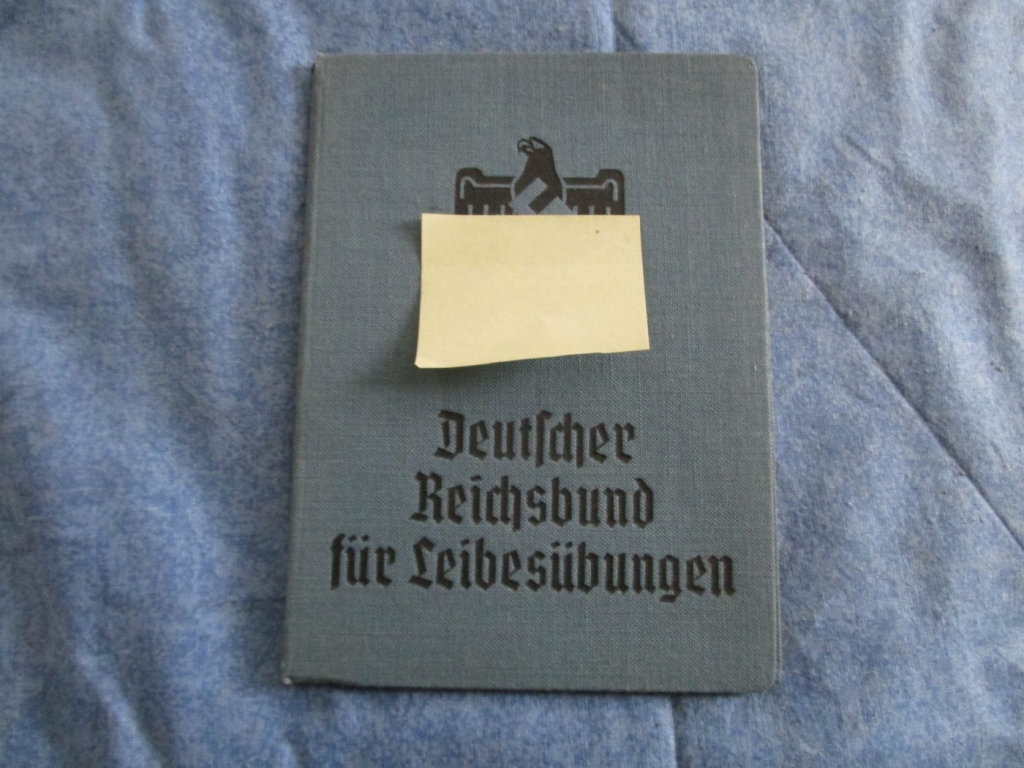 Deutscher
Reichsbund
für Leibesübungen